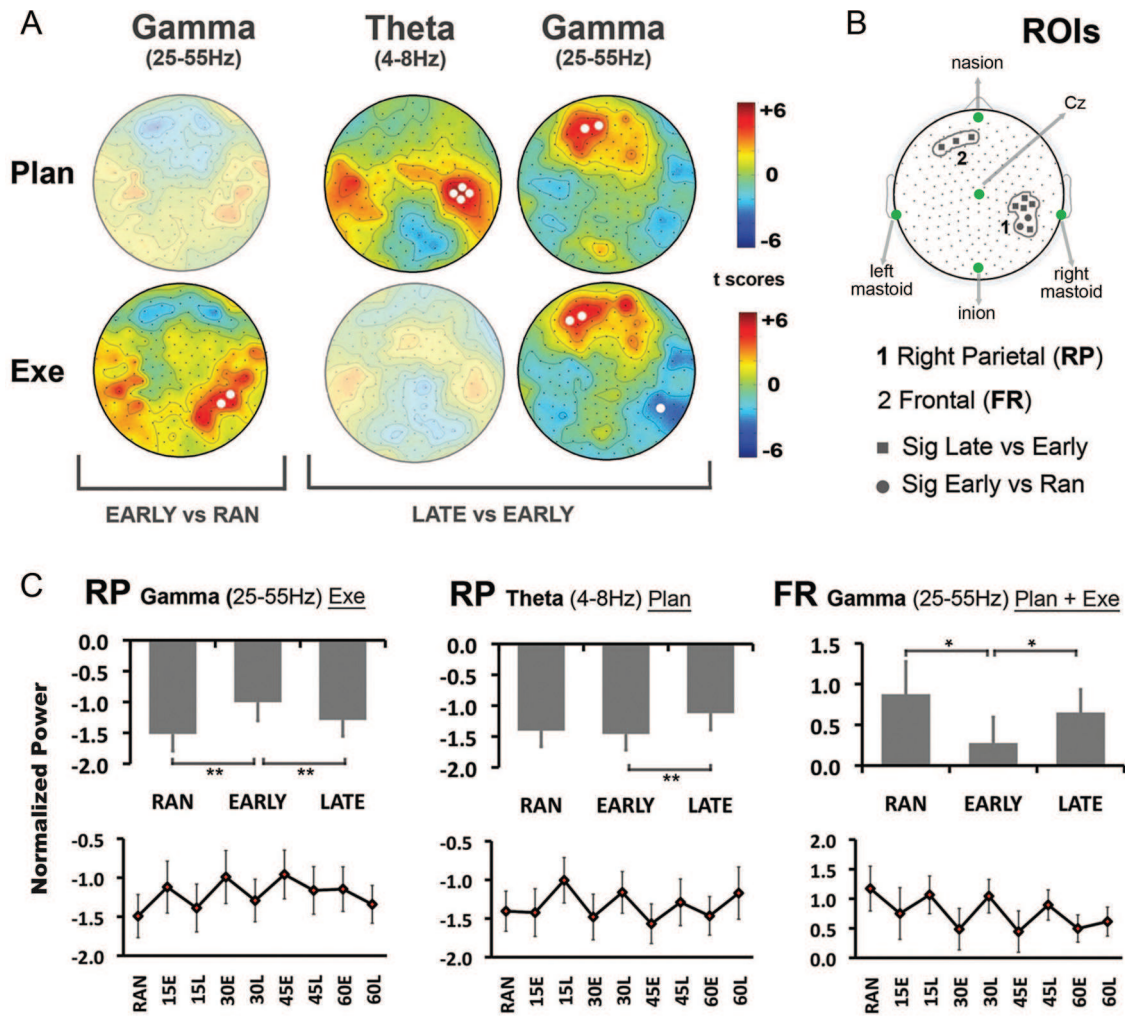 A
Gamma
(25-55Hz)
Theta
(4-8Hz)
Gamma
(25-55Hz)
Plan
Exe
+6
0
-6
t scores
+6
0
-6
EARLY vs RAN
LATE vs EARLY
B
ROIs
nasion
Cz
2
1
left
mastoid
inion
right
mastoid
1 Right Parietal (RP)
2 Frontal (FR)
Sig Late vs Early
Sig Early vs Ran
C
Normalized Power
RP Gamma (25-55Hz) Exe
0.0
-0.5
-1.0
-1.5
-2.0
** **
RAN EARLY LATE
-0.5
-1.0
-1.5
-2.0
RAN 15E 15L 30E 30L 45E 45L 60E 60L
RP Theta (4-8Hz) Plan
0.0
-0.5
-1.0
-1.5
-2.0
**
RAN EARLY LATE
-0.5
-1.0
-1.5
-2.0
RAN 15E 15L 30E 30L 45E 45L 60E 60L
FR Gamma (25-55Hz) Plan + Exe
1.5
1.0
0.5
0.0
* *
RAN EARLY LATE
2.0
1.5
1.0
0.5
0.0
RAN 15E 15L 30E 30L 45E 45L 60E 60L